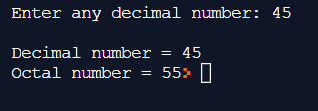 Enter any decimal number: 45
Decimal number = 45
Octal number = 55>